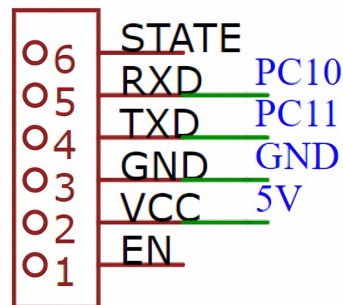 6 STATE
5 RXD PC10
4 TXD PC11
3 GND GND
2 VCC 5V
1 EN